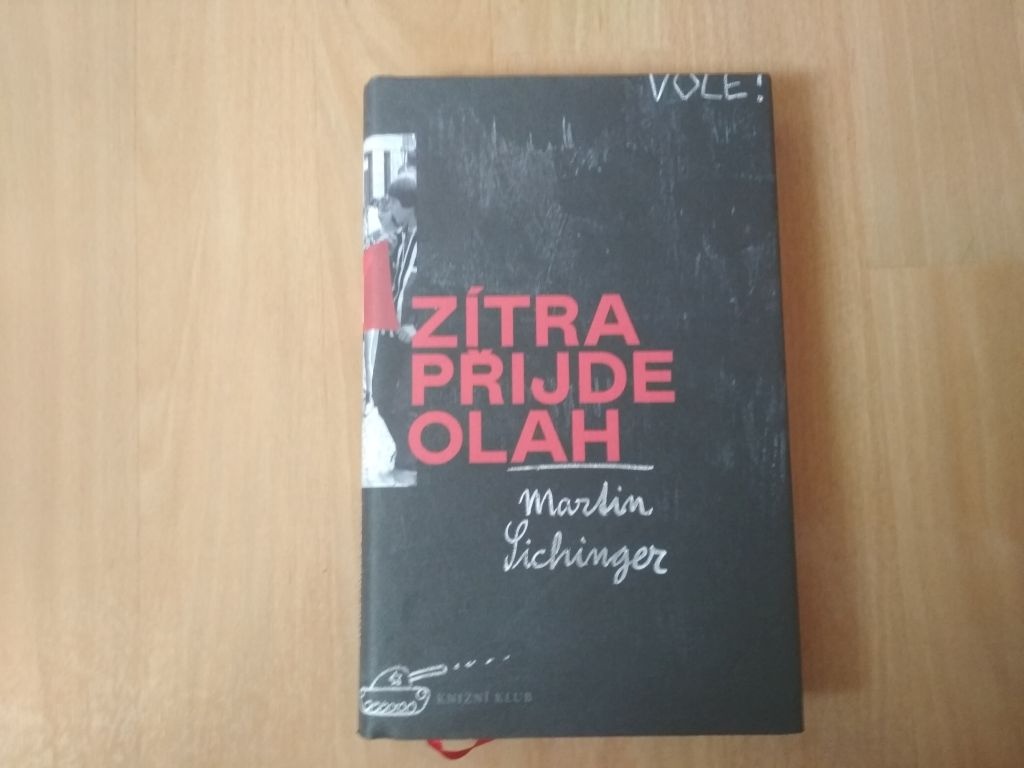 VOLE!
ZÍTRA
PŘIJDE
OLAH
Martin
Sichinger
KNIŽNÍ KLUB